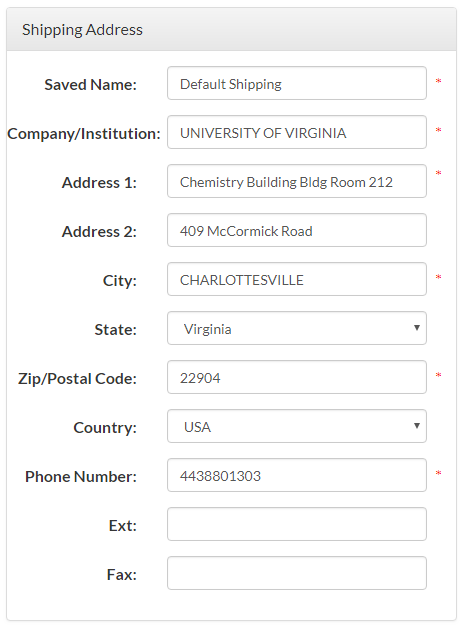 Shipping Address
Saved Name: Default Shipping *
Company/Institution: UNIVERSITY OF VIRGINIA *
Address 1: Chemistry Building Bldg Room 212 *
Address 2: 409 McCormick Road
City: CHARLOTTESVILLE *
State: Virginia
Zip/Postal Code: 22904 *
Country: USA
Phone Number: 4438801303 *
Ext:
Fax: